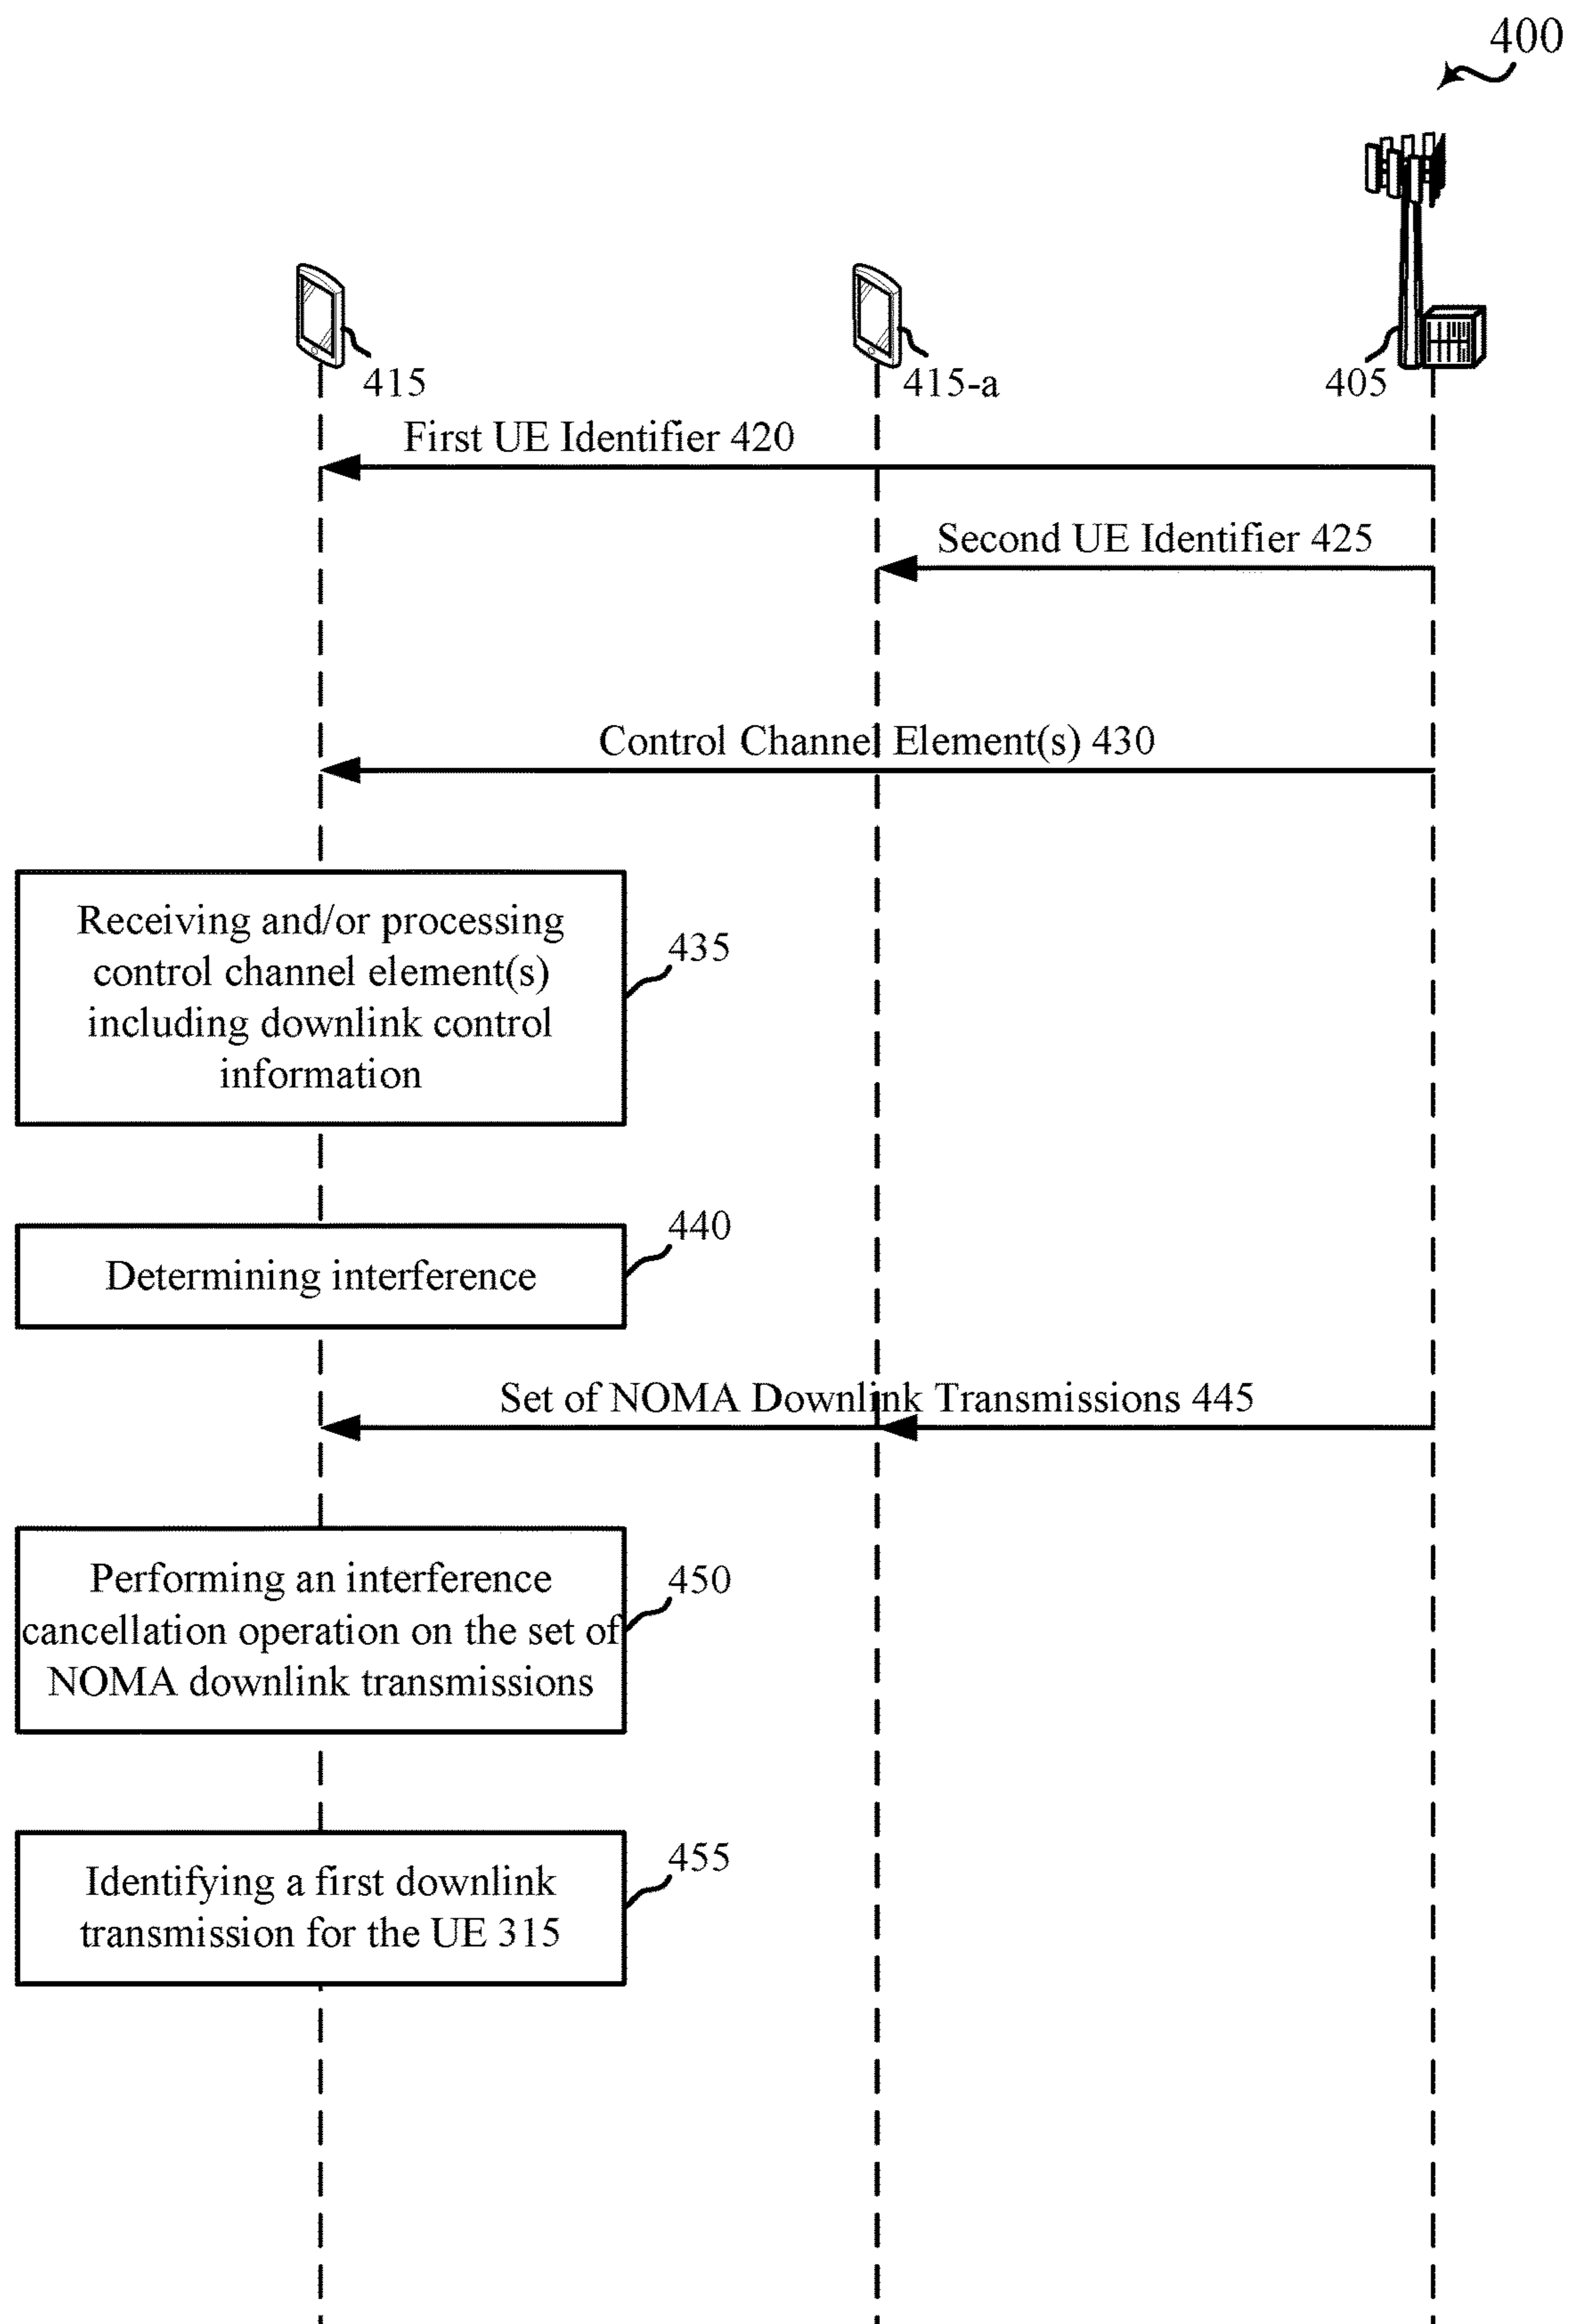 400
415
415-a
405
First UE Identifier 420
Second UE Identifier 425
Control Channel Element(s) 430
Receiving and/or processing
control channel element(s)
including downlink control
information
435
440
Determining interference
Set of NOMA Downlink Transmissions 445
Performing an interference
cancellation operation on the set of
NOMA downlink transmissions
450
455
Identifying a first downlink
transmission for the UE 315